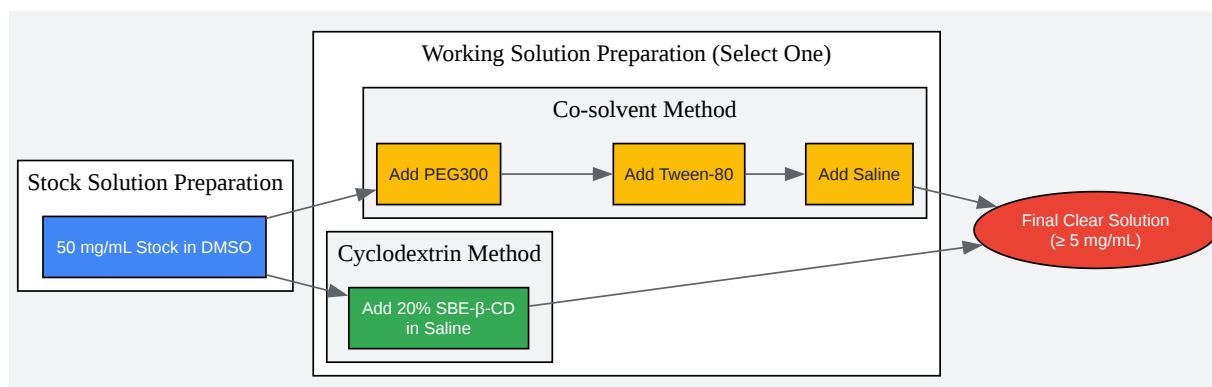 Working Solution Preparation (Select One)
Co-solvent Method
Add PEG300
Add Tween-80
Add Saline
Stock Solution Preparation
50 mg/mL Stock in DMSO
Final Clear Solution
(≥ 5 mg/mL)
Cyclodextrin Method
Add 20% SBE-β-CD
in Saline